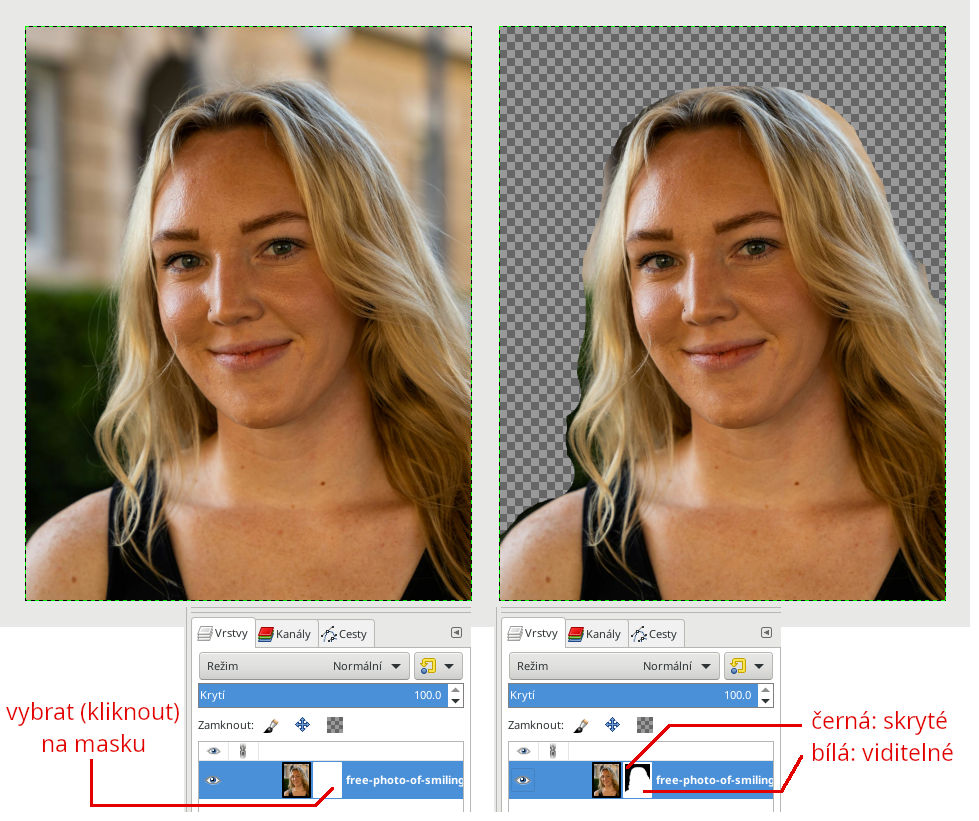 Vrstvy Kanály Cesty
Režim Normální
Krytí 100.0
Zamknout:
free-photo-of-smiling
vybrat (kliknout)
na masku
Vrstvy Kanály Cesty
Režim Normální
Krytí 100.0
Zamknout:
free-photo-of-smiling
černá: skryté
bílá: viditelné